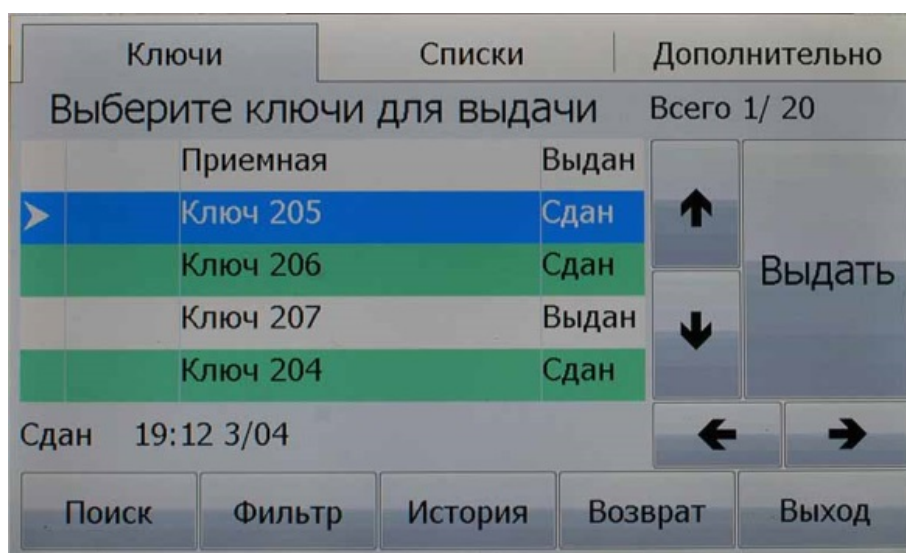 Ключи Списки Дополнительно
Выберите ключи для выдачи Всего 1/ 20
Приемная Выдан
Ключ 205 Сдан
Ключ 206 Сдан
Ключ 207 Выдан
Ключ 204 Сдан
Выдать
Сдан 19:12 3/04
Поиск Фильтр История Возврат Выход